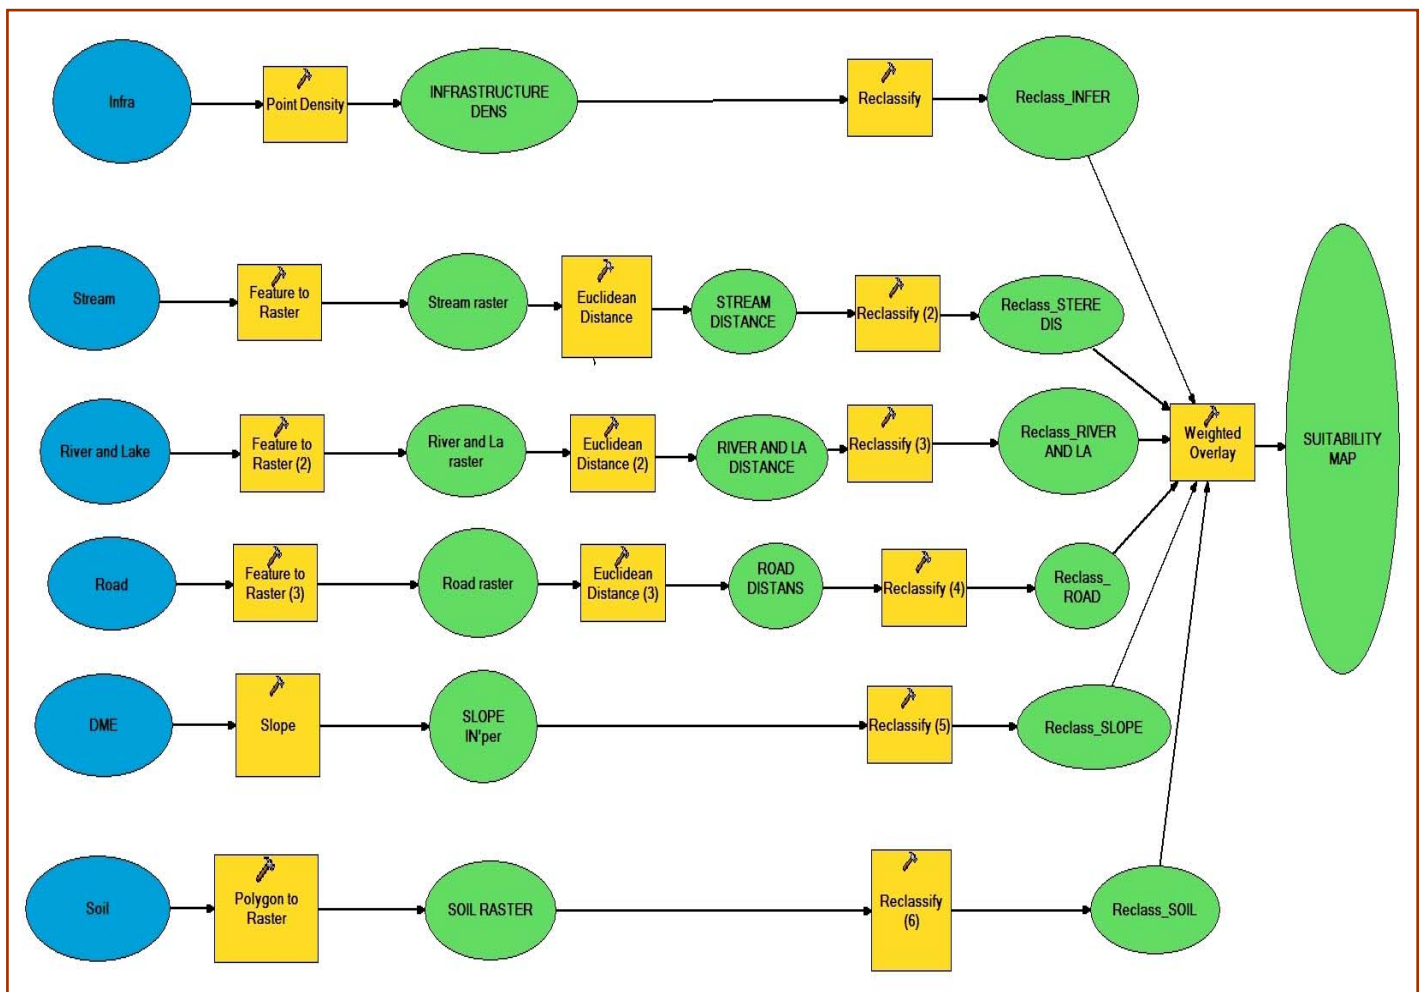 Infra
Point Density
INFRASTRUCTURE
DENS
Reclassify
Reclass_INFER
Stream
Feature to
Raster
Stream raster
Euclidean
Distance
STREAM
DISTANCE
Reclassify (2)
Reclass_STERE
DIS
River and Lake
Feature to
Raster (2)
River and La
raster
Euclidean
Distance (2)
RIVER AND LA
DISTANCE
Reclassify (3)
Reclass_RIVER
AND LA
Weighted
Overlay
SUITABILITY
MAP
Road
Feature to
Raster (3)
Road raster
Euclidean
Distance (3)
ROAD
DISTANS
Reclassify (4)
Reclass_
ROAD
DME
Slope
SLOPE
IN'per
Reclassify (5)
Reclass_SLOPE
Soil
Polygon to
Raster
SOIL RASTER
Reclassify
(6)
Reclass_SOIL